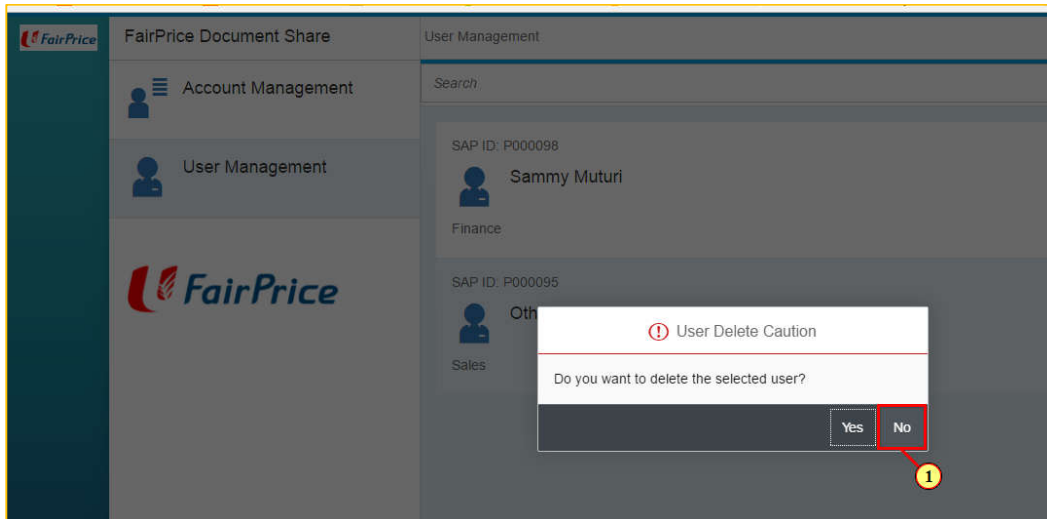 FairPrice
FairPrice Document Share
User Management
Account Management
Search
User Management
SAP ID: P000098
Sammy Muturi
Finance
FairPrice
SAP ID: P000095
Oth
Sales
User Delete Caution
Do you want to delete the selected user?
Yes No
1